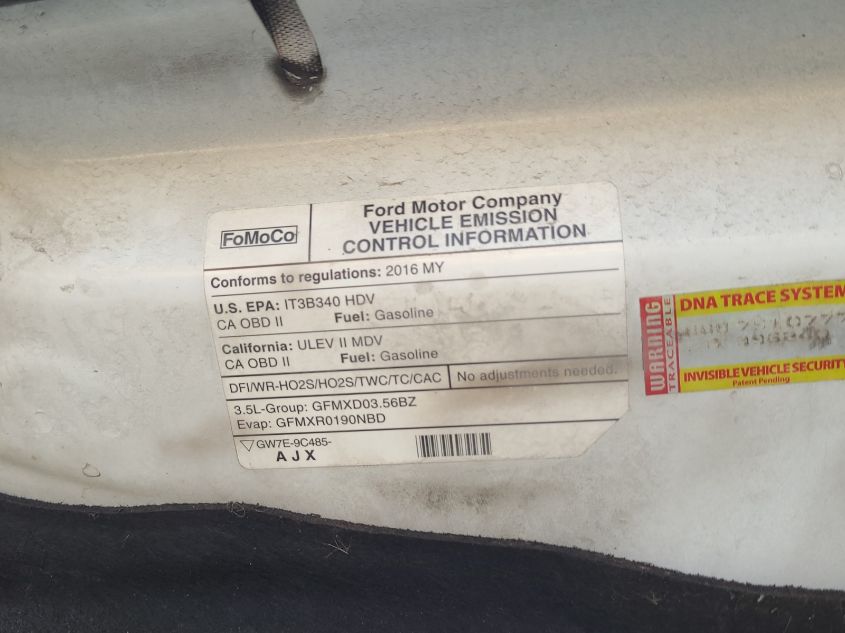 FoMoCo
Ford Motor Company
VEHICLE EMISSION
CONTROL INFORMATION
Conforms to regulations: 2016 MY
U.S. EPA: IT3B340 HDV
CA OBD II Fuel: Gasoline
California: ULEV II MDV
CA OBD II Fuel: Gasoline
DFI/WR-HO2S/HO2S/TWC/TC/CAC
No adjustments needed.
3.5L-Group: GFMXD03.56BZ
Evap: GFMXR0190NBD
GW7E-9C485-
A J X
WARNING
TRACEABLE
DNA TRACE SYSTEM
INVISIBLE VEHICLE SECURITY
Patent Pending